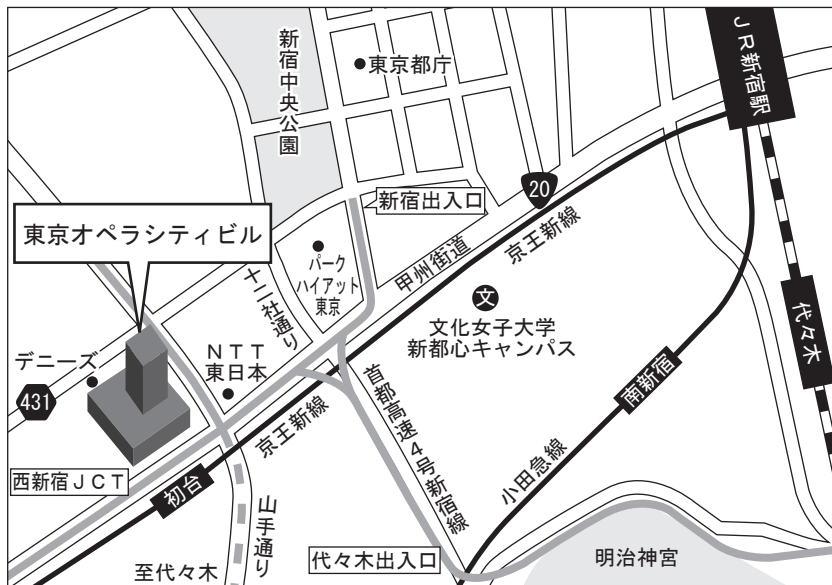 新宿中央公園
東京都庁
JR新宿駅
20
新宿出入口
東京オペラシティビル
パーク
ハイアット
東京
甲州街道
京王新線
十二社通り
文
文化女子大学
新都心キャンパス
代々木
デニーズ
NTT
東日本
431
南新宿
京王新線
首都高速4号新宿線
小田急線
西新宿JCT
初台
山手通り
代々木出入口
明治神宮
至代々木